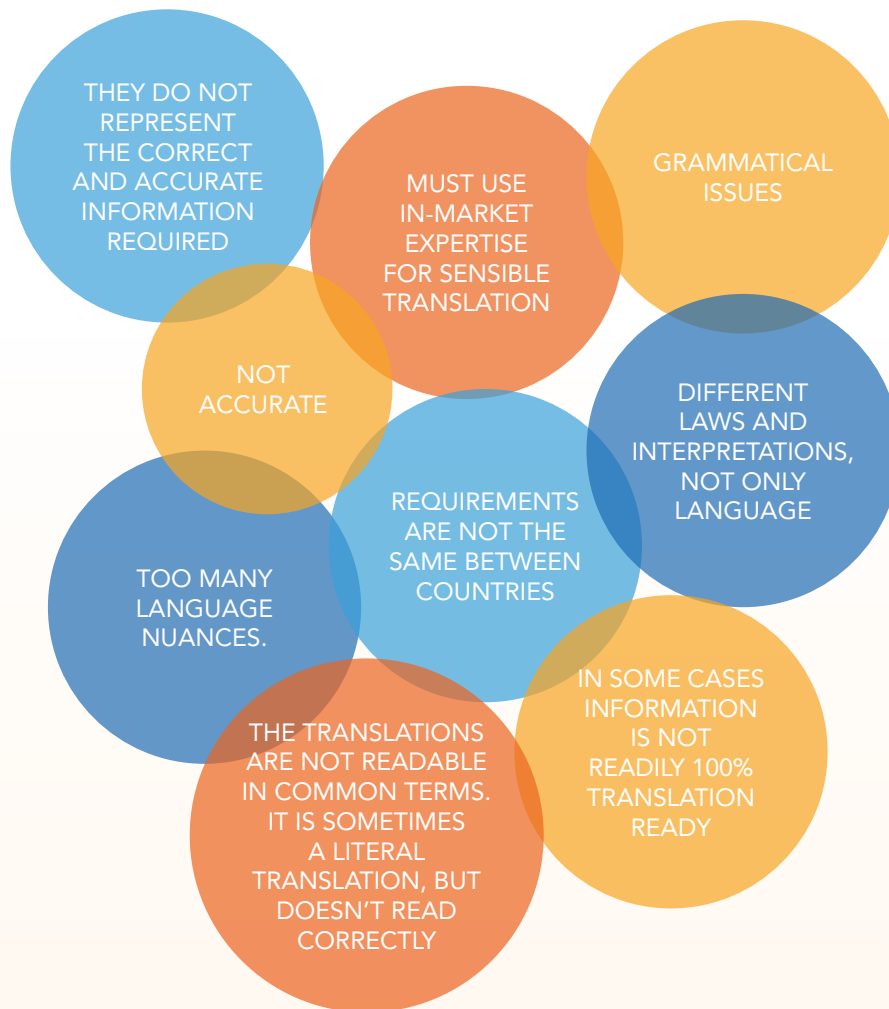 THEY DO NOT
REPRESENT
THE CORRECT
AND ACCURATE
INFORMATION
REQUIRED
MUST USE
IN-MARKET
EXPERTISE
FOR SENSIBLE
TRANSLATION
GRAMMATICAL
ISSUES
NOT
ACCURATE
DIFFERENT
LAWS AND
INTERPRETATIONS,
NOT ONLY
LANGUAGE
REQUIREMENTS
ARE NOT THE
SAME BETWEEN
COUNTRIES
TOO MANY
LANGUAGE
NUANCES.
IN SOME CASES
INFORMATION
IS NOT
READILY 100%
TRANSLATION
READY
THE TRANSLATIONS
ARE NOT READABLE
IN COMMON TERMS.
IT IS SOMETIMES
A LITERAL
TRANSLATION, BUT
DOESN’T READ
CORRECTLY